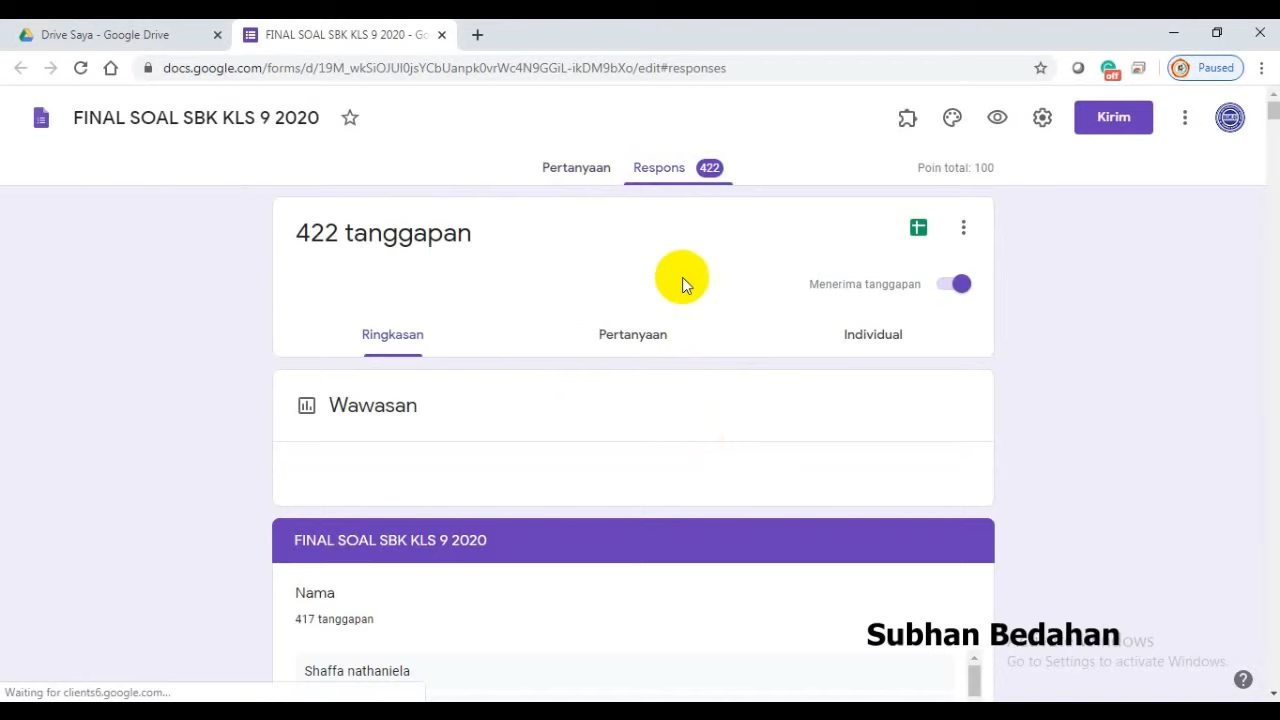 Drive Saya - Google Drive
FINAL SOAL SBK KLS 9 2020 - Go
docs.google.com/forms/d/19M_wkSiOJUI0jsYCbUanpkhvrWc4N9GGiL-ikDM9bXo/edit#responses
off
Paused
FINAL SOAL SBK KLS 9 2020
Kirim
Pertanyaan
Respons 422
Poin total: 100
422 tanggapan
Menerima tanggapan
Ringkasan
Pertanyaan
Individual
Wawasan
FINAL SOAL SBK KLS 9 2020
Nama
417 tanggapan
Subhan Bedahan
Go to Settings to activate Windows.
Shaffa nathaniela
Waiting for clients6.google.com...